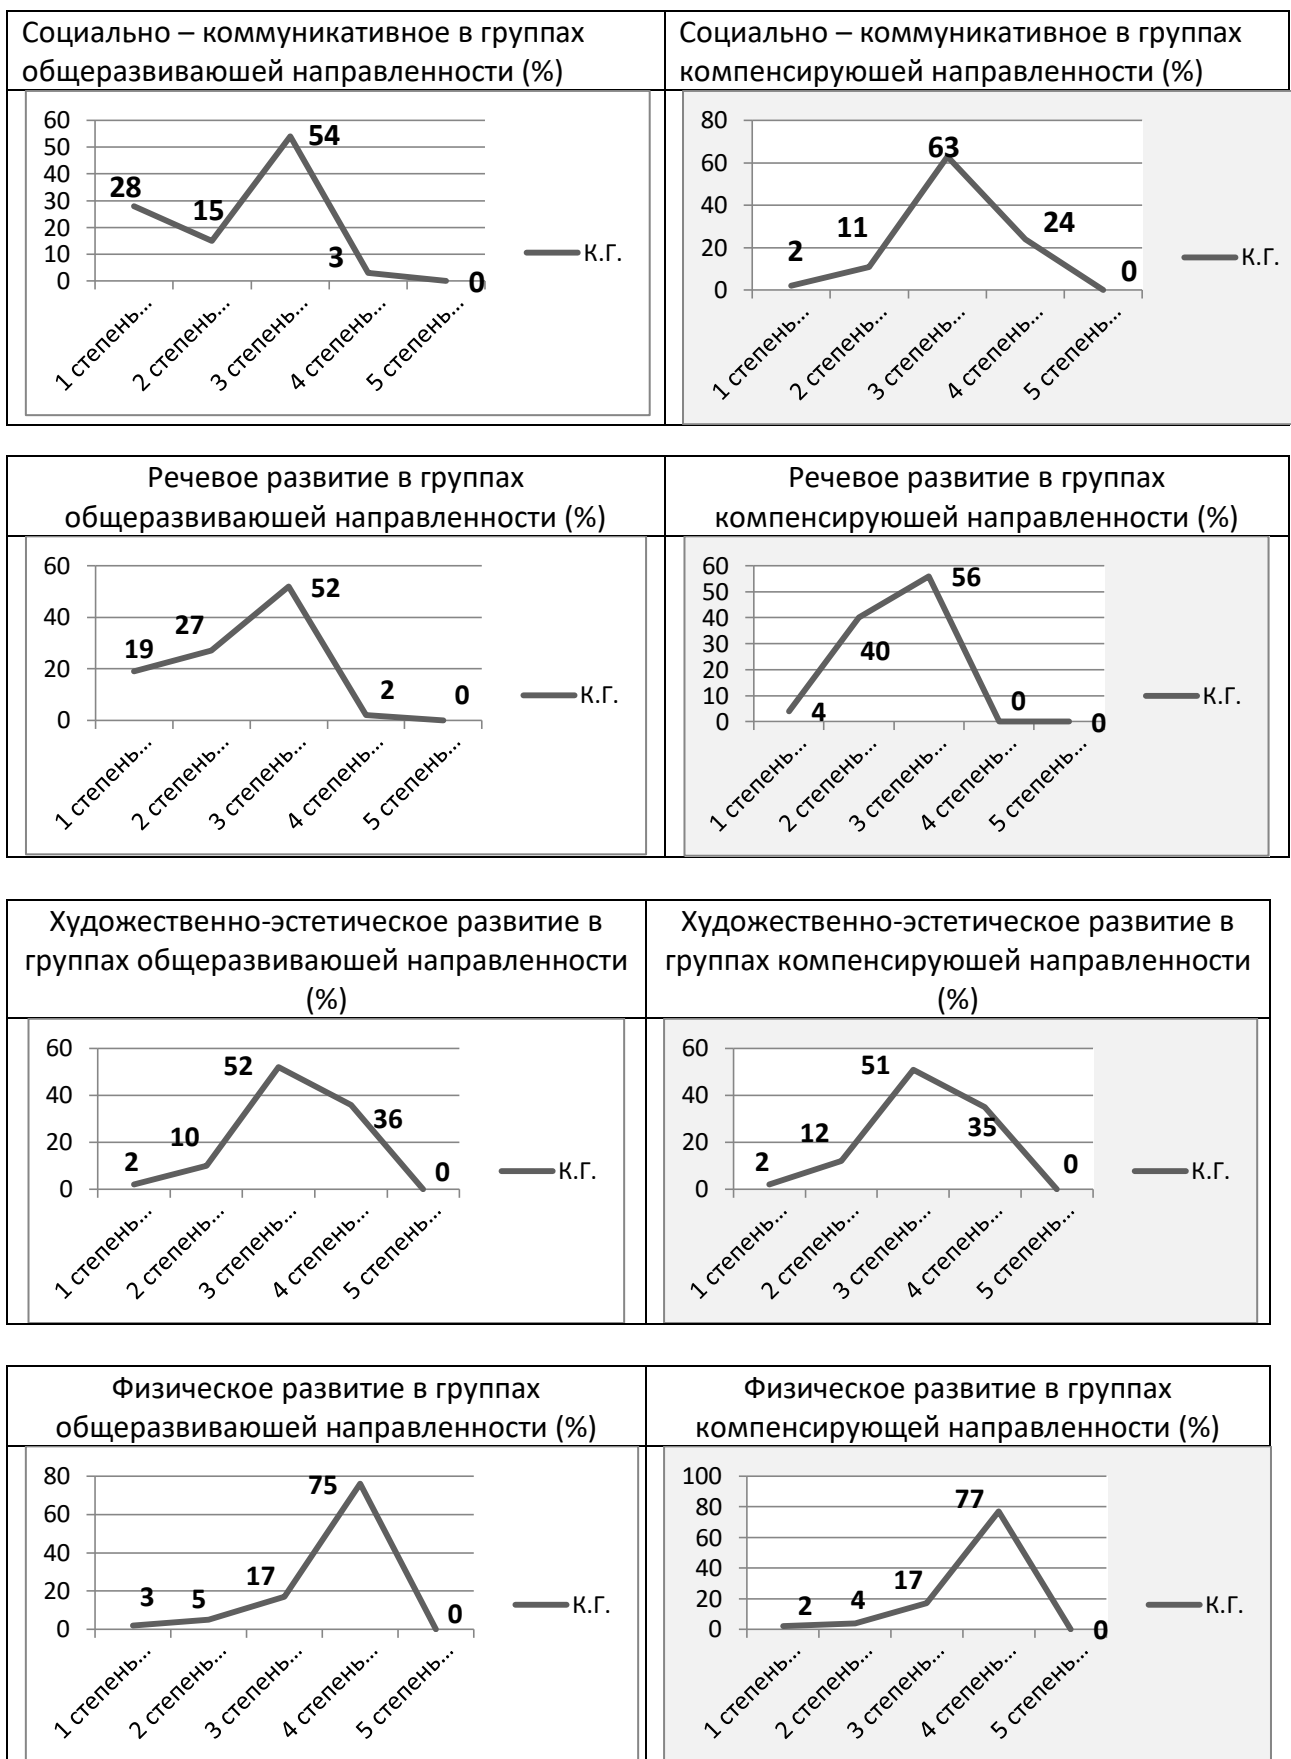 Социально – коммуникативное в группах
общеразвиваюшей направленности (%)
Социально – коммуникативное в группах
компенсируюшей направленности (%)
60
50
40
30
20
10
0
28
15
54
3
0
К.Г.
1 степень...
2 степень...
3 степень...
4 степень...
5 степень...
80
60
40
20
0
2
11
63
24
0
К.Г.
1 степень...
2 степень...
3 степень...
4 степень...
5 степень...
Речевое развитие в группах
общеразвиваюшей направленности (%)
Речевое развитие в группах
компенсируюшей направленности (%)
60
40
20
0
19
27
52
2
0
К.Г.
1 степень...
2 степень...
3 степень...
4 степень...
5 степень...
60
50
40
30
20
10
0
4
40
56
0
0
К.Г.
1 степень...
2 степень...
3 степень...
4 степень...
5 степень...
Художественно-эстетическое развитие в
группах общеразвиваюшей направленности
(%)
Художественно-эстетическое развитие в
группах компенсируюшей направленности
(%)
60
40
20
0
2
10
52
36
0
К.Г.
1 степень...
2 степень...
3 степень...
4 степень...
5 степень...
60
40
20
0
2
12
51
35
0
К.Г.
1 степень...
2 степень...
3 степень...
4 степень...
5 степень...
Физическое развитие в группах
общеразвиваюшей направленности (%)
Физическое развитие в группах
компенсирующей направленности (%)
80
60
40
20
0
3
5
17
75
0
К.Г.
1 степень...
2 степень...
3 степень...
4 степень...
5 степень...
100
80
60
40
20
0
2
4
17
77
0
К.Г.
1 степень...
2 степень...
3 степень...
4 степень...
5 степень...